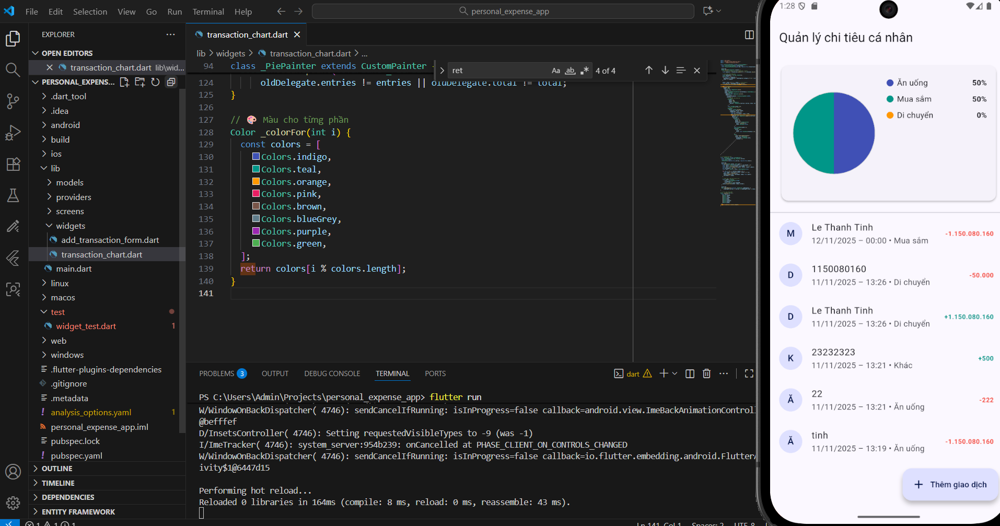 File Edit Selection View Go Run Terminal Help
personal_expense_app
EXPLORER
OPEN EDITORS
transaction_chart.dart lib\wid...
PERSONAL_EXPENS...
.dart_tool
.idea
android
build
ios
lib
models
providers
screens
widgets
add_transaction_form.dart
transaction_chart.dart
main.dart
linux
macos
test
widget_test.dart 1
web
windows
.flutter-plugins-dependencies
.gitignore
.metadata
analysis_options.yaml 1
personal_expense_app.iml
pubspec.lock
pubspec.yaml
OUTLINE
TIMELINE
DEPENDENCIES
ENTITY FRAMEWORK
transaction_chart.dart
lib > widgets > transaction_chart.dart > ...
ret Aa ab 4 of 4
94 class _PiePainter extends CustomPainter
124 oldDelegate.entries != entries || oldDelegate.total != total;
125 }
126
127 // 🎨 Màu cho từng phần
128 Color _colorFor(int i) {
129 const colors = [
130 Colors.indigo,
131 Colors.teal,
132 Colors.orange,
133 Colors.pink,
134 Colors.brown,
135 Colors.blueGrey,
136 Colors.purple,
137 Colors.green,
138 ];
139 return colors[i % colors.length];
140 }
141
PROBLEMS 3 OUTPUT DEBUG CONSOLE TERMINAL PORTS
dart
PS C:\Users\Admin\Projects\personal_expense_app> flutter run
W/WindowOnBackDispatcher( 4746): sendCancelIfRunning: isInProgress=false callback=android.view.ImeBackAnimationControl
@befffef
D/InsetsController( 4746): Setting requestedVisibleTypes to -9 (was -1)
I/ImeTracker( 4746): system_server:954b239: onCancelled at PHASE_CLIENT_ON_CONTROLS_CHANGED
W/WindowOnBackDispatcher( 4746): sendCancelIfRunning: isInProgress=false callback=io.flutter.embedding.android.Flutter
ivity$1@6447d15
Performing hot reload...
Reloaded 0 libraries in 164ms (compile: 8 ms, reload: 0 ms, reassemble: 43 ms).
1:28
Quản lý chi tiêu cá nhân
Ăn uống 50%
Mua sắm 50%
Di chuyển 0%
M
Le Thanh Tinh
12/11/2025 – 00:00 • Mua sắm
-1.150.080.160
D
1150080160
11/11/2025 – 13:26 • Di chuyển
-50.000
D
Le Thanh Tinh
11/11/2025 – 13:26 • Di chuyển
+1.150.080.160
K
23232323
11/11/2025 – 13:21 • Khác
+500
Ă
22
11/11/2025 – 13:21 • Ăn uống
-222
Ă
tinh
11/11/2025 – 13:19 • Ăn uống
-1.150.080.160
+ Thêm giao dịch